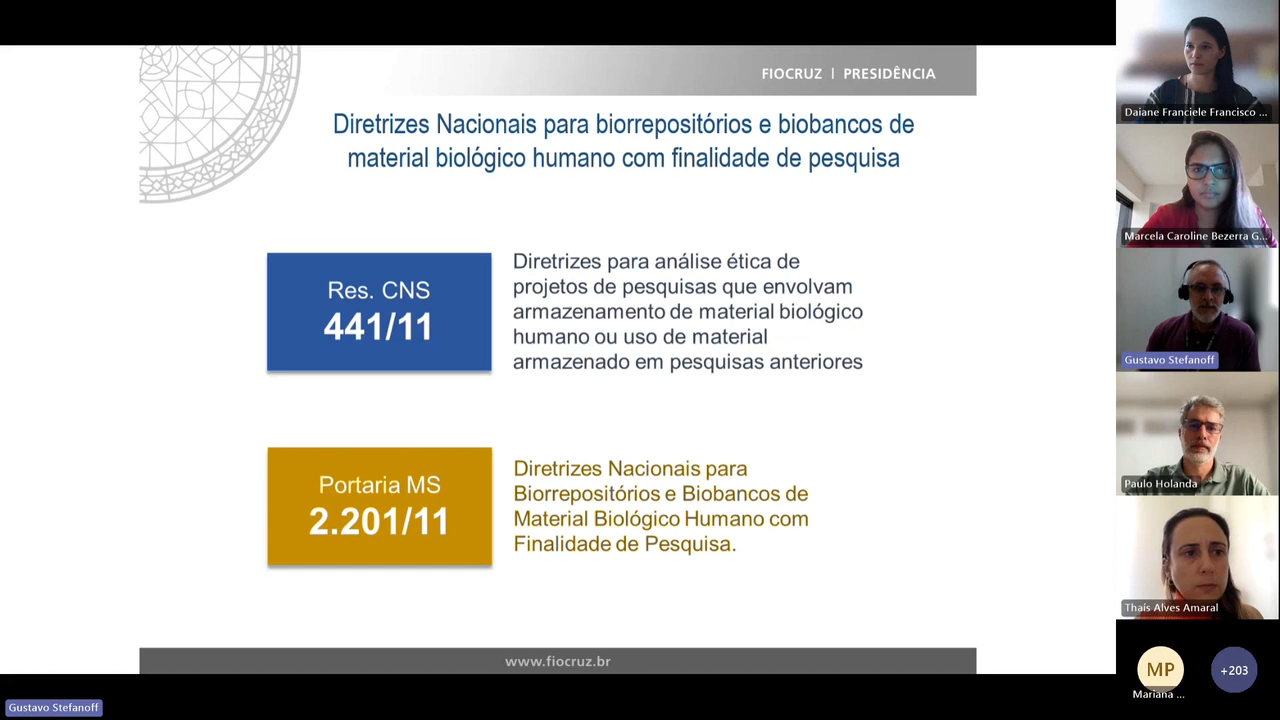 FIOCRUZ | PRESIDÊNCIA
Diretrizes Nacionais para biorrepositórios e biobancos de
material biológico humano com finalidade de pesquisa
Res. CNS
441/11
Diretrizes para análise ética de
projetos de pesquisas que envolvam
armazenamento de material biológico
humano ou uso de material
armazenado em pesquisas anteriores
Portaria MS
2.201/11
Diretrizes Nacionais para
Biorrepositórios e Biobancos de
Material Biológico Humano com
Finalidade de Pesquisa.
www.fiocruz.br
Gustavo Stefanoff
Daiane Franciele Francisco ...
Marcela Caroline Bezerra G...
Gustavo Stefanoff
Paulo Holanda
Thaís Alves Amaral
MP
Mariana ...
+203